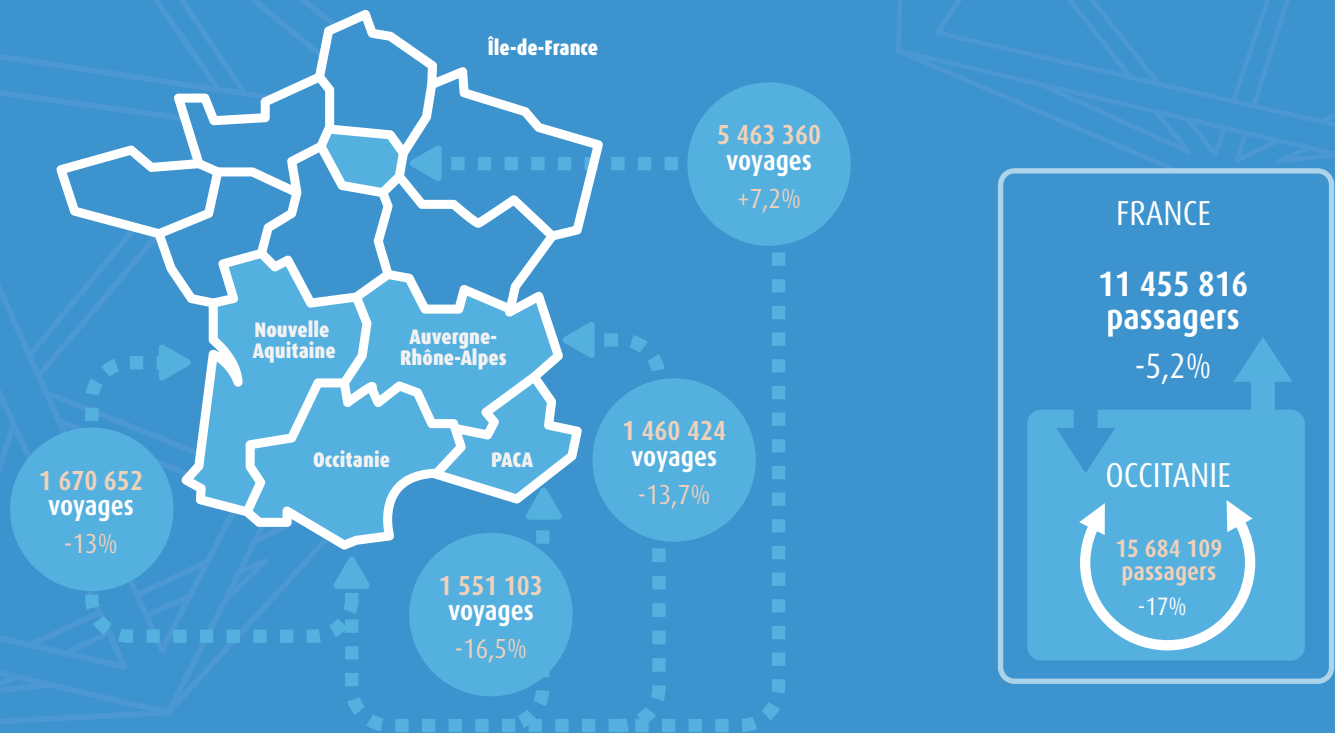 Île-de-France
5 463 360
voyages
+7,2%
Nouvelle
Aquitaine
Auvergne-
Rhône-Alpes
Occitanie
PACA
1 460 424
voyages
-13,7%
1 670 652
voyages
-13%
1 551 103
voyages
-16,5%
FRANCE
11 455 816
passagers
-5,2%
OCCITANIE
15 684 109
passagers
-17%